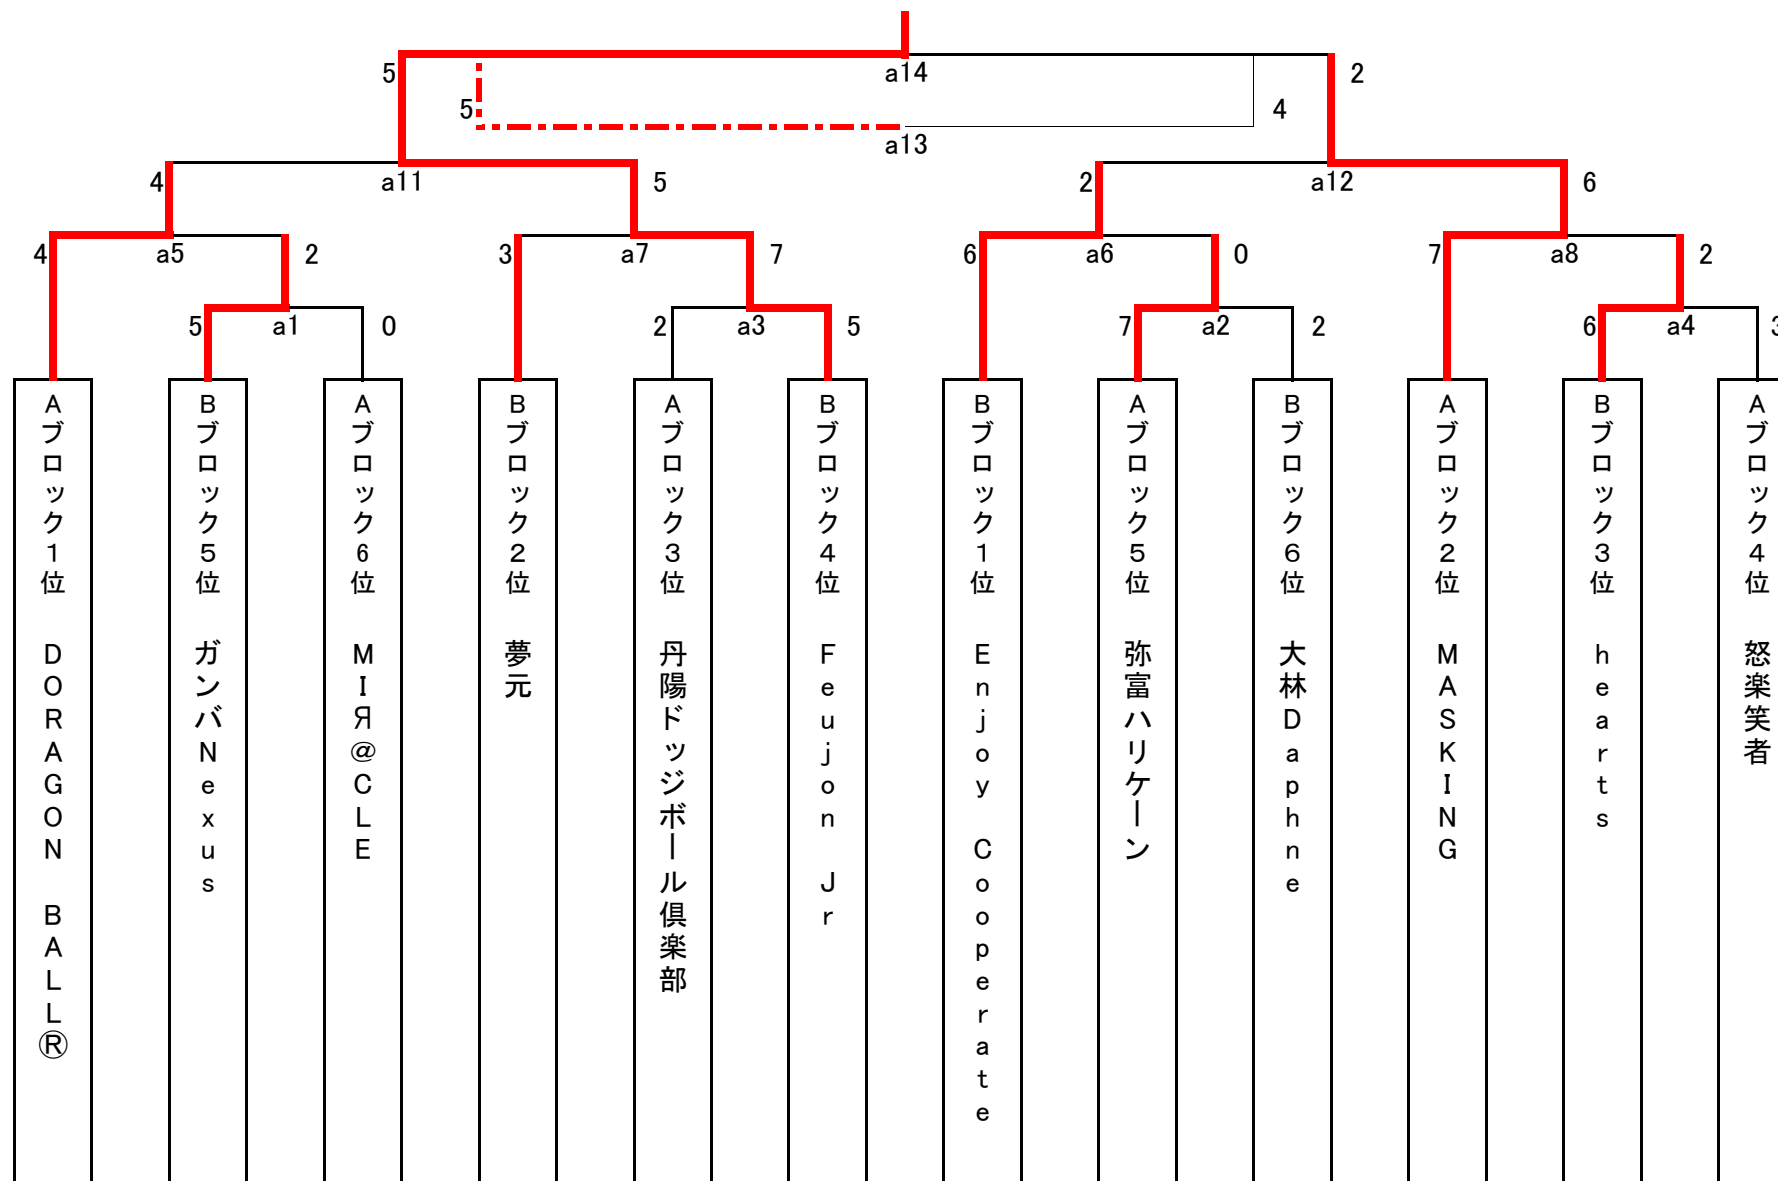 5 a14 2
5 4
a13
4 a11 5 2 a12 6
4 a5 2 3 a7 7 6 a6 0 7 a8 2
5 a1 0 2 a3 5 7 a2 2 6 a4 3
Aブロック1位 DORAGON BALLⓇ
Bブロック5位 ガンバNexus
Aブロック6位 MIЯ@CLE
Bブロック2位 夢元
Aブロック3位 丹陽ドッジボール倶楽部
Bブロック4位 Feujon Jr
Bブロック1位 Enjoy Cooperate
Aブロック5位 弥富ハリケーン
Bブロック6位 大林Daphne
Aブロック2位 MASKING
Bブロック3位 hearts
Aブロック4位 怒楽笑者